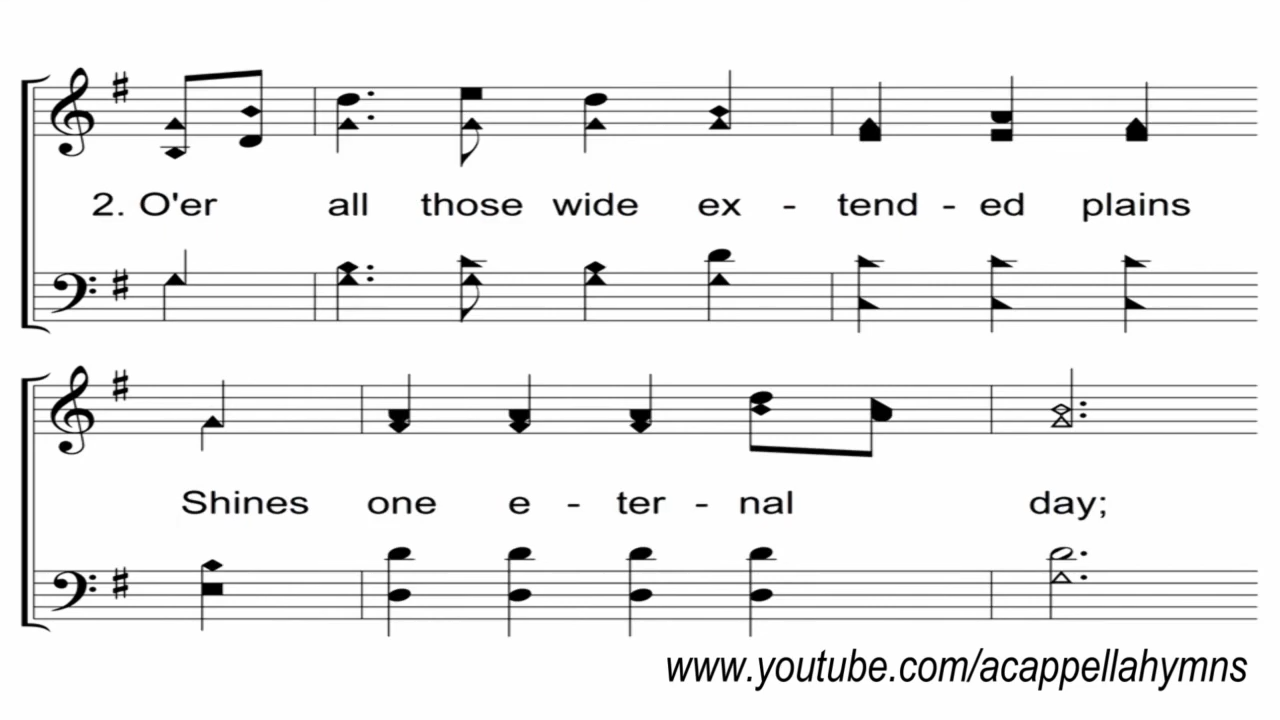 2. O'er all those wide ex - tend - ed plains
Shines one e - ter - nal day;
www.youtube.com/acappellahymns